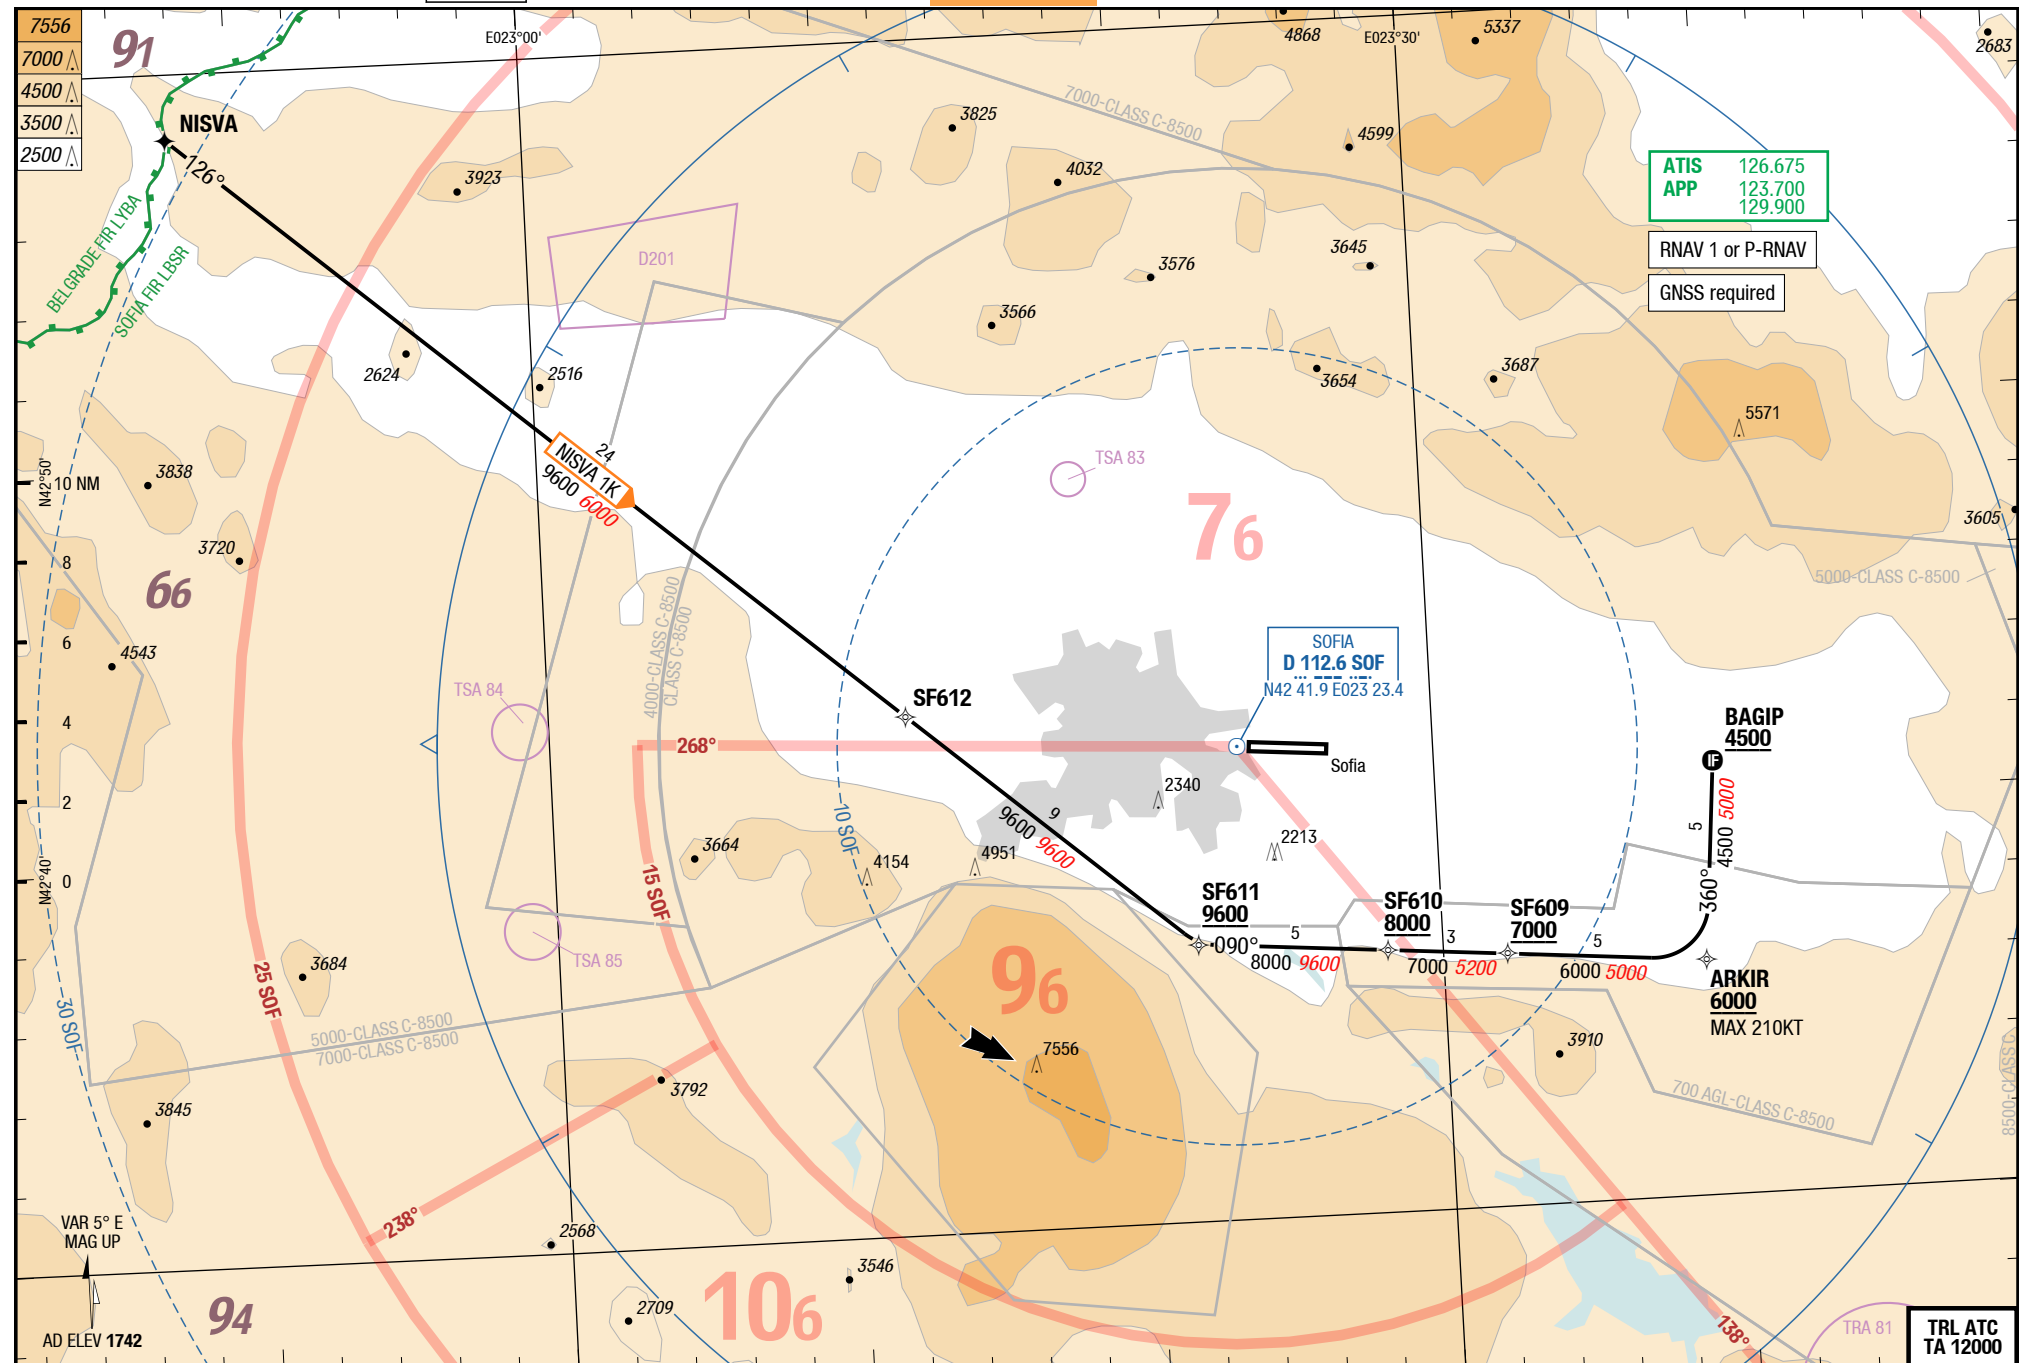 7556
7000
4500
3500
2500
91
NISVA
126°
BELGRADE FIR LYBA
SOFIA FIR LBSR
E023°00'
E023°30'
4868
5337
2683
3825
7000-CLASS C-8500
4599
4032
3923
ATIS 126.675
APP 123.700
129.900
RNAV 1 or P-RNAV
GNSS required
D201
3645
3576
3566
2624
2516
3654
3687
5571
24
NISVA 1K
9600 6000
TSA 83
N42°50'
10 NM
3838
3720
76
3605
8
66
5000-CLASS C-8500
4000-CLASS C-8500
CLASS C-8500
6
4543
SOFIA
D 112.6 SOF
N42 41.9 E023 23.4
TSA 84
SF612
4
268°
BAGIP
4500
IF
Sofia
2340
2
10 SOF
9
9600 9600
5
4500 5000
2213
3664
4154
4951
N42°40'
0
15 SOF
SF611
9600
SF610
8000
SF609
7000
360°
090°
5
3
5
8000 9600
7000 5200
6000 5000
ARKIR
6000
MAX 210KT
TSA 85
3684
25 SOF
96
30 SOF
5000-CLASS C-8500
7000-CLASS C-8500
7556
3910
3792
3845
700 AGL-CLASS C-8500
8500-CLASS C
238°
VAR 5° E
MAG UP
2568
3546
2709
106
94
AD ELEV 1742
138°
TRA 81
TRL ATC
TA 12000